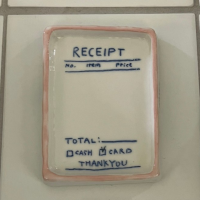 RECEIPT
No. ITEM PRICE
TOTAL:
CASH CARD
THANKYOU